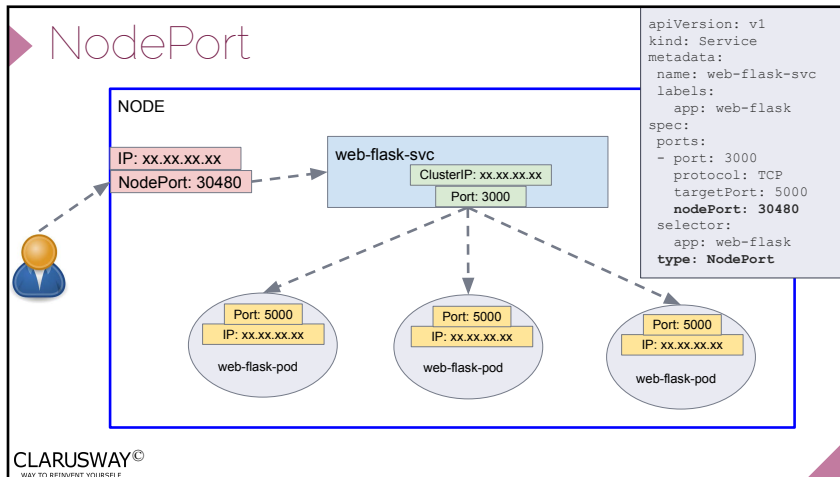 NodePort
apiVersion: v1
kind: Service
metadata:
name: web-flask-svc
labels:
app: web-flask
spec:
ports:
- port: 3000
protocol: TCP
targetPort: 5000
nodePort: 30480
selector:
app: web-flask
type: NodePort
NODE
IP: xx.xx.xx.xx
NodePort: 30480
web-flask-svc
ClusterIP: xx.xx.xx.xx
Port: 3000
Port: 5000
IP: xx.xx.xx.xx
web-flask-pod
Port: 5000
IP: xx.xx.xx.xx
web-flask-pod
Port: 5000
IP: xx.xx.xx.xx
web-flask-pod
CLARUSWAY©
WAY TO REINVENT YOURSELF